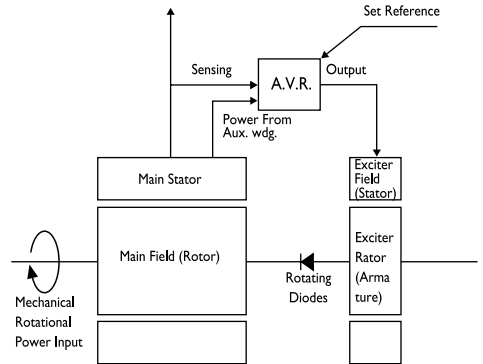 Set Reference
Sensing
A.V.R.
Output
Power From
Aux. wdg.
Main Stator
Exciter
Field
(Stator)
Main Field (Rotor)
Rotating
Diodes
Exciter
Rator
(Arma
ture)
Mechanical
Rotational
Power Input